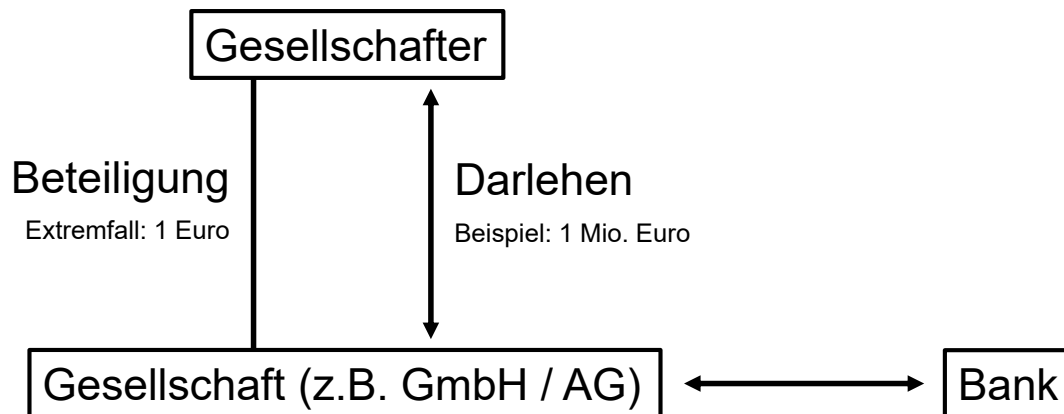 Gesellschafter
Beteiligung
Extremfall: 1 Euro
Darlehen
Beispiel: 1 Mio. Euro
Gesellschaft (z.B. GmbH / AG)
Bank